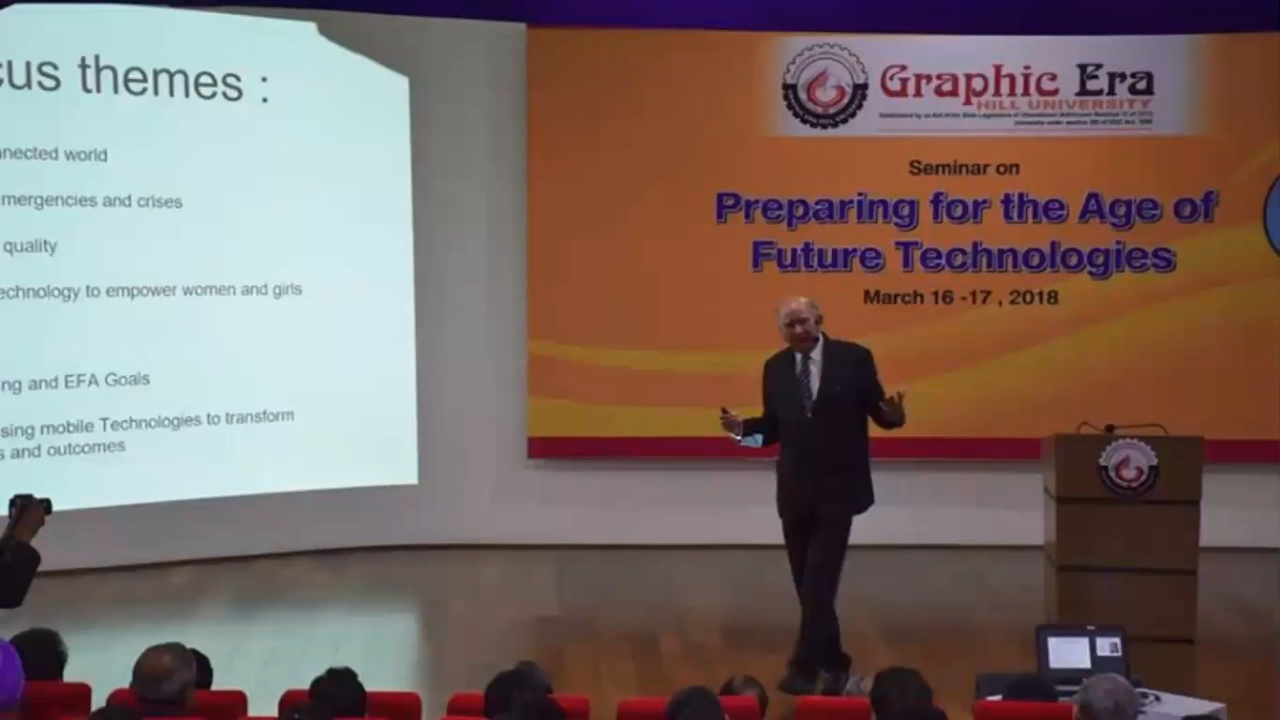 cus themes :
nnected world
mergencies and crises
quality
echnology to empower women and girls
ng and EFA Goals
sing mobile Technologies to transform
s and outcomes
Graphic Era
HILL UNIVERSITY
Seminar on
Preparing for the Age of
Future Technologies
March 16 -17 , 2018